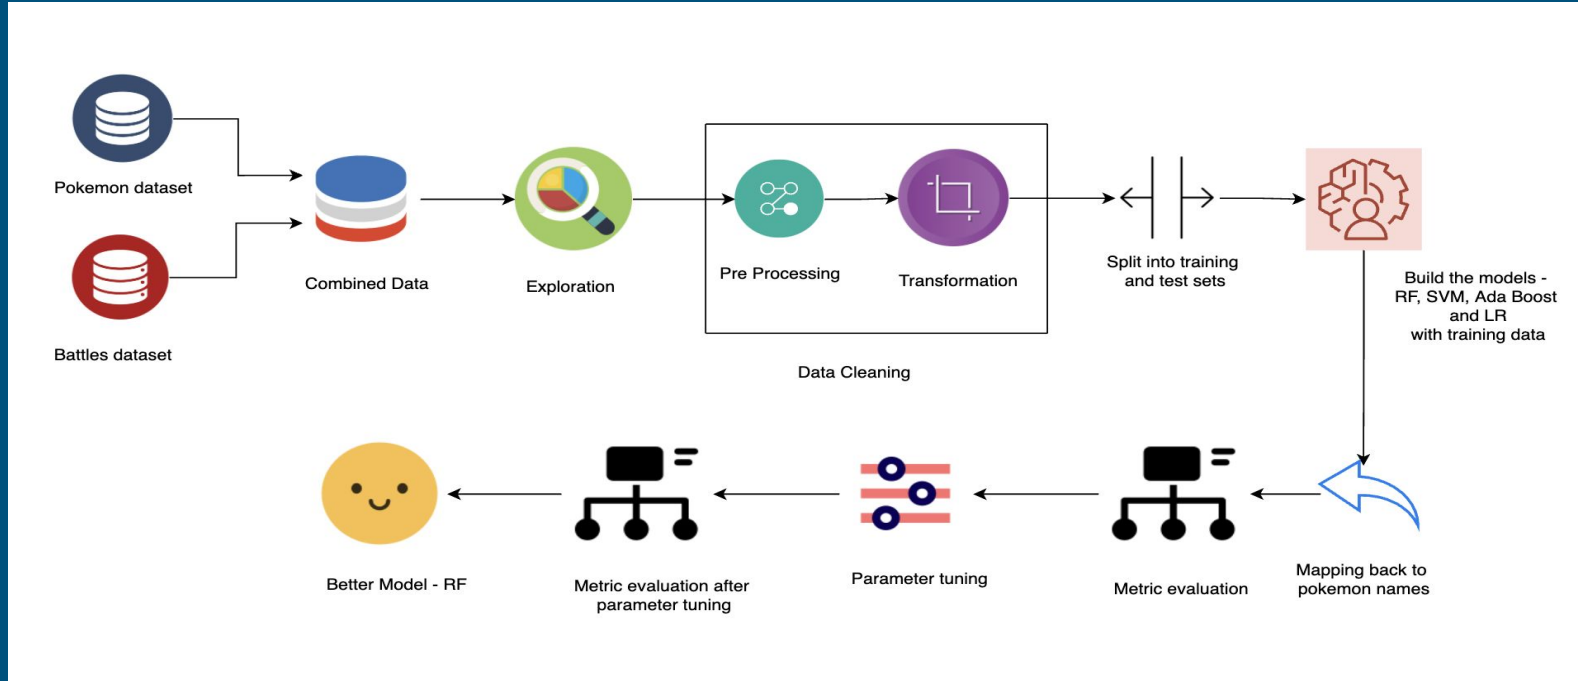 Pokemon dataset
Battles dataset
Combined Data
Exploration
Pre Processing
Transformation
Data Cleaning
Split into training
and test sets
Build the models -
RF, SVM, Ada Boost
and LR
with training data
Mapping back to
pokemon names
Metric evaluation
Parameter tuning
Metric evaluation after
parameter tuning
Better Model - RF